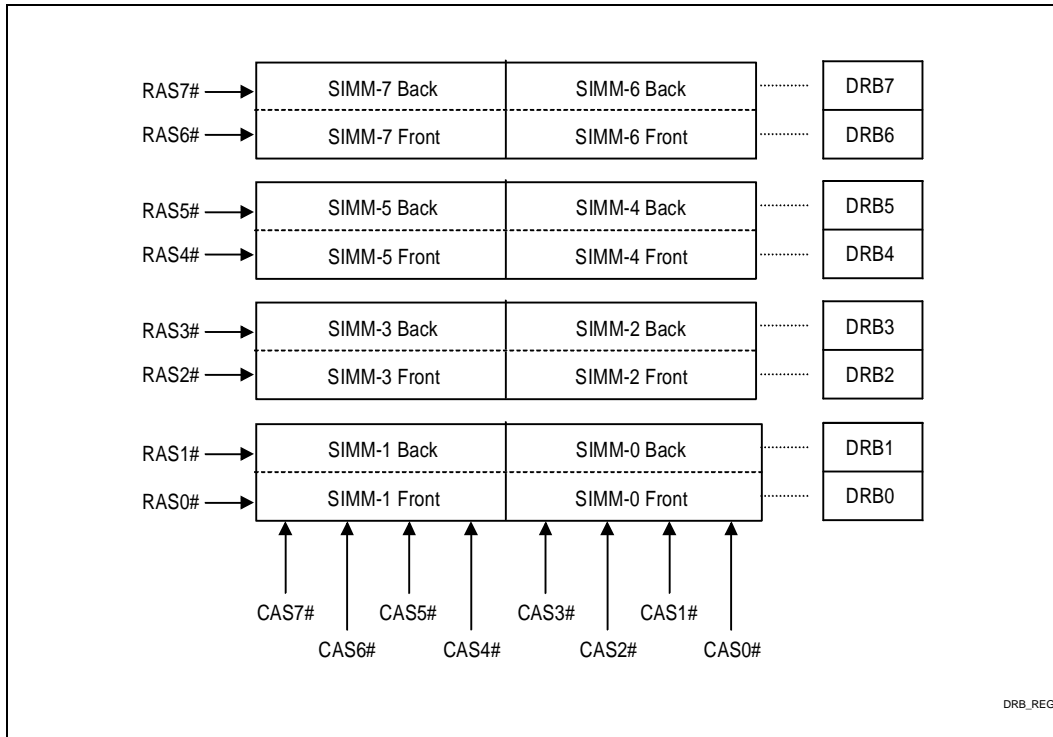 RAS7# SIMM-7 Back SIMM-6 Back DRB7
RAS6# SIMM-7 Front SIMM-6 Front DRB6
RAS5# SIMM-5 Back SIMM-4 Back DRB5
RAS4# SIMM-5 Front SIMM-4 Front DRB4
RAS3# SIMM-3 Back SIMM-2 Back DRB3
RAS2# SIMM-3 Front SIMM-2 Front DRB2
RAS1# SIMM-1 Back SIMM-0 Back DRB1
RAS0# SIMM-1 Front SIMM-0 Front DRB0
CAS7# CAS5# CAS3# CAS1#
CAS6# CAS4# CAS2# CAS0#
DRB_REG